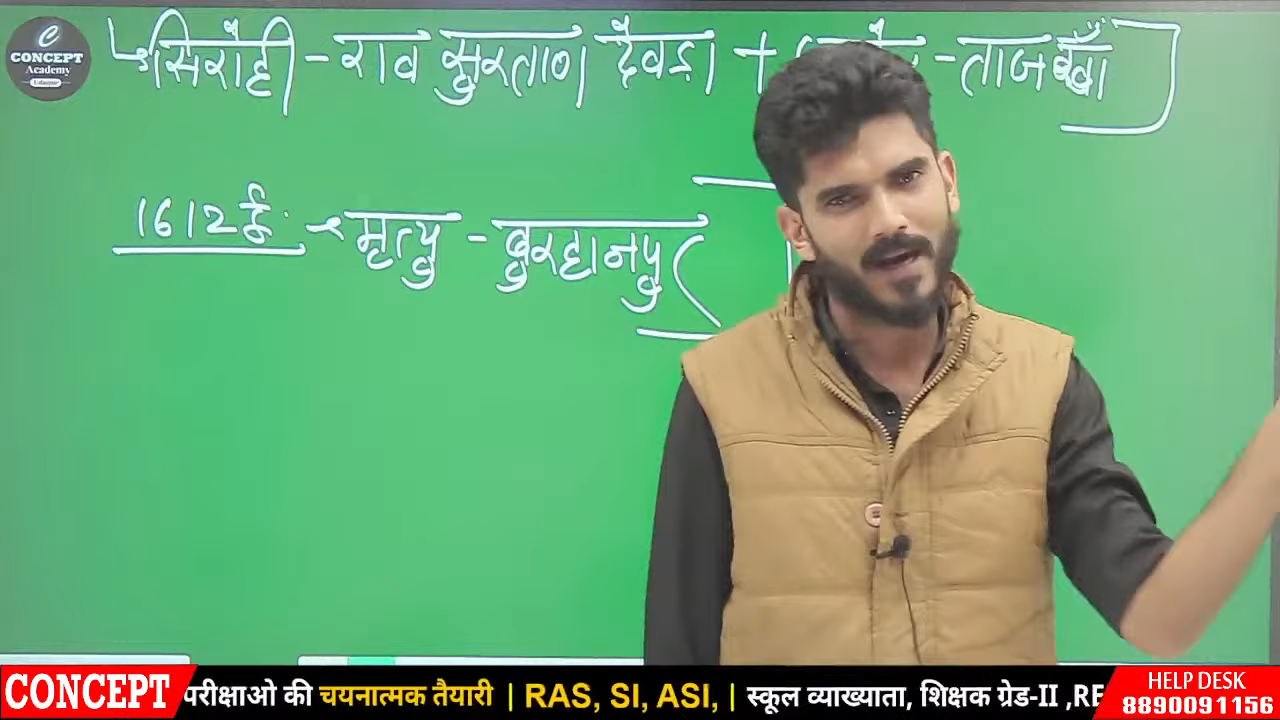 CONCEPT
Academy
Udaipur
सिरोही - राव सुरताण देवड़ा + - ताज खाँ
1612 ई. मृत्यु - बुरहानपुर
CONCEPT परीक्षाओ की चयनात्मक तैयारी | RAS, SI, ASI, | स्कूल व्याख्याता, शिक्षक ग्रेड-II ,RE
HELP DESK
8890091156